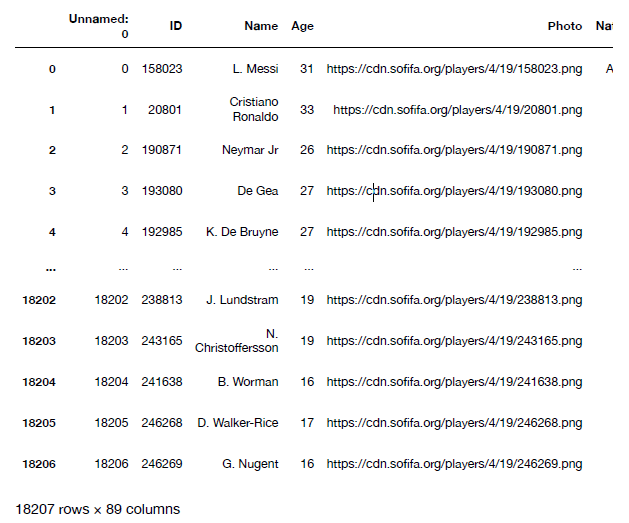 Unnamed: 0 ID Name Age Photo Na
0 0 158023 L. Messi 31 https://cdn.sofifa.org/players/4/19/158023.png A
1 1 20801 Cristiano Ronaldo 33 https://cdn.sofifa.org/players/4/19/20801.png
2 2 190871 Neymar Jr 26 https://cdn.sofifa.org/players/4/19/190871.png
3 3 193080 De Gea 27 https://cdn.sofifa.org/players/4/19/193080.png
4 4 192985 K. De Bruyne 27 https://cdn.sofifa.org/players/4/19/192985.png
... ... ... ... ... ...
18202 18202 238813 J. Lundstram 19 https://cdn.sofifa.org/players/4/19/238813.png
18203 18203 243165 N. Christoffersson 19 https://cdn.sofifa.org/players/4/19/243165.png
18204 18204 241638 B. Worman 16 https://cdn.sofifa.org/players/4/19/241638.png
18205 18205 246268 D. Walker-Rice 17 https://cdn.sofifa.org/players/4/19/246268.png
18206 18206 246269 G. Nugent 16 https://cdn.sofifa.org/players/4/19/246269.png
18207 rows × 89 columns